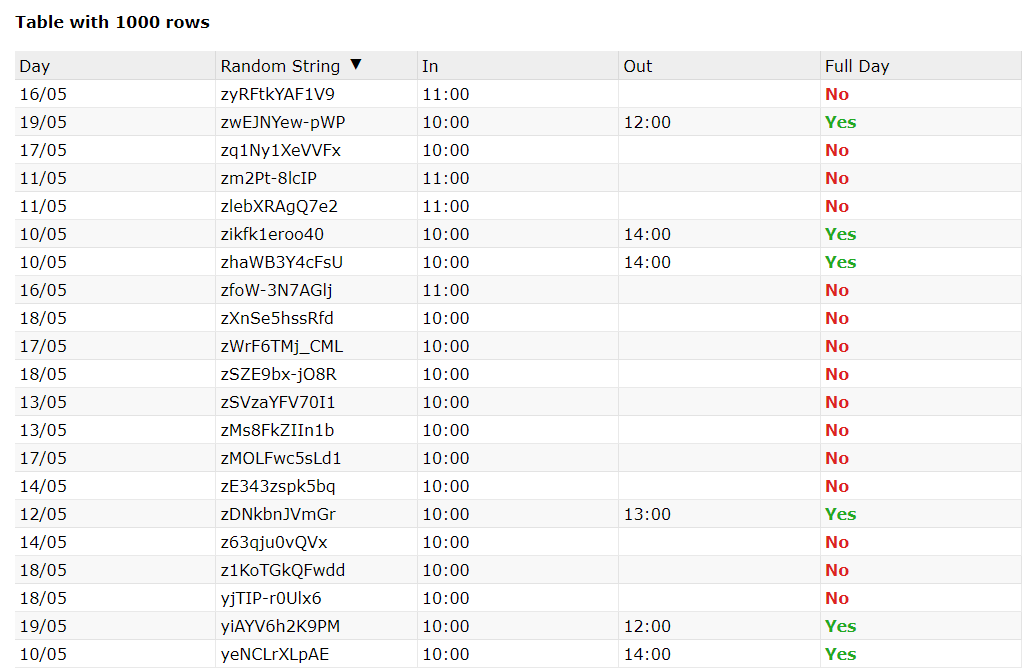 Table with 1000 rows
Day Random String ▼ In Out Full Day
16/05 zyRFtkYAF1V9 11:00 No
19/05 zwEJNYew-pWP 10:00 12:00 Yes
17/05 zq1Ny1XeVVFx 10:00 No
11/05 zm2Pt-8lcIP 11:00 No
11/05 zlebXRAgQ7e2 11:00 No
10/05 zikfk1eroo40 10:00 14:00 Yes
10/05 zhaWB3Y4cFsU 10:00 14:00 Yes
16/05 zfoW-3N7AGlj 11:00 No
18/05 zXnSe5hssRfd 10:00 No
17/05 zWrF6TMj_CML 10:00 No
18/05 zSZE9bx-jO8R 10:00 No
13/05 zSVzaYFV70I1 10:00 No
13/05 zMs8FkZIIn1b 10:00 No
17/05 zMOLFwc5sLd1 10:00 No
14/05 zE343zspk5bq 10:00 No
12/05 zDNkbnJVmGr 10:00 13:00 Yes
14/05 z63qju0vQVx 10:00 No
18/05 z1KoTGkQFwdd 10:00 No
18/05 yjTIP-r0Ulx6 10:00 No
19/05 yiAYV6h2K9PM 10:00 12:00 Yes
10/05 yeNCLrXLpAE 10:00 14:00 Yes